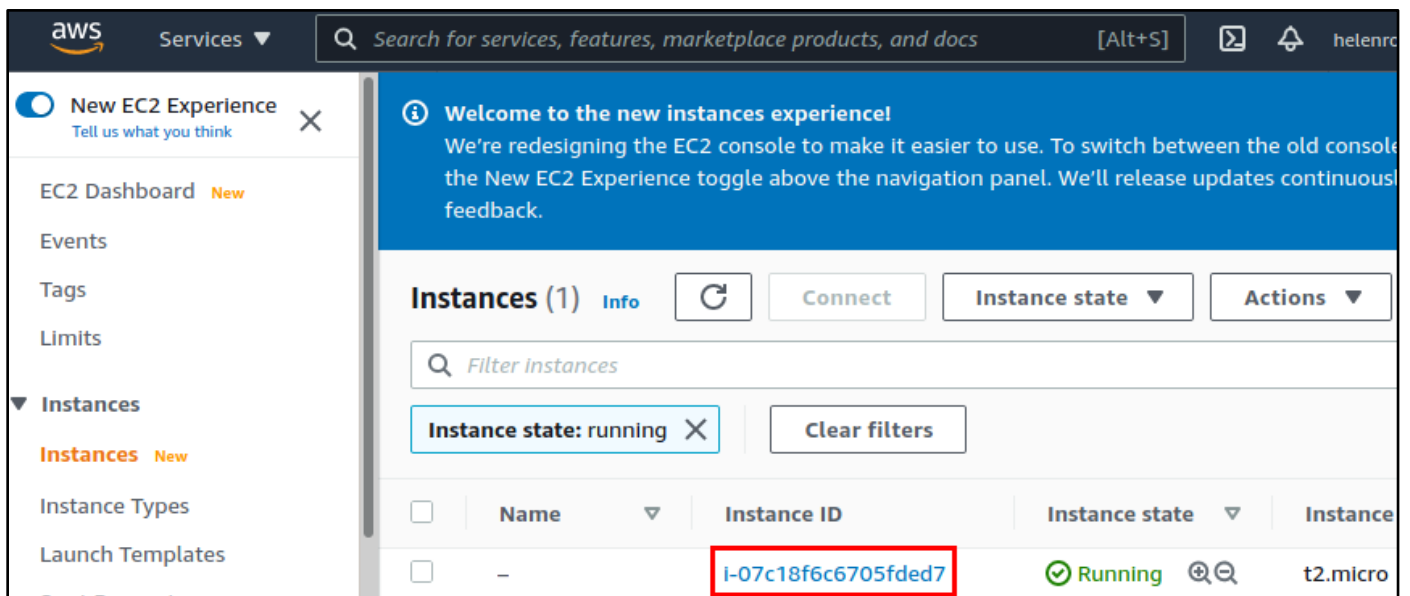 aws Services ▼ Search for services, features, marketplace products, and docs [Alt+S] helenro
New EC2 Experience
Tell us what you think
EC2 Dashboard New
Events
Tags
Limits
Instances
Instances New
Instance Types
Launch Templates
Welcome to the new instances experience!
We're redesigning the EC2 console to make it easier to use. To switch between the old console
the New EC2 Experience toggle above the navigation panel. We'll release updates continuousl
feedback.
Instances (1) Info Connect Instance state ▼ Actions ▼
Filter instances
Instance state: running Clear filters
Name Instance ID Instance state Instance
– i-07c18f6c6705fded7 Running t2.micro